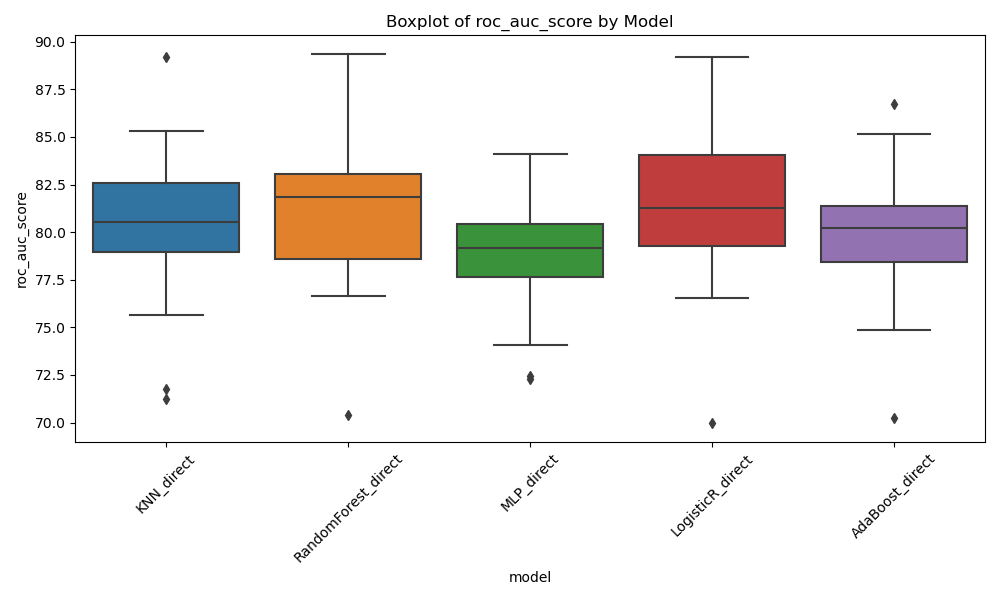 Boxplot of roc_auc_score by Model
roc_auc_score
90.0
87.5
85.0
82.5
80.0
77.5
75.0
72.5
70.0
KNN_direct
RandomForest_direct
MLP_direct
LogisticR_direct
AdaBoost_direct
model